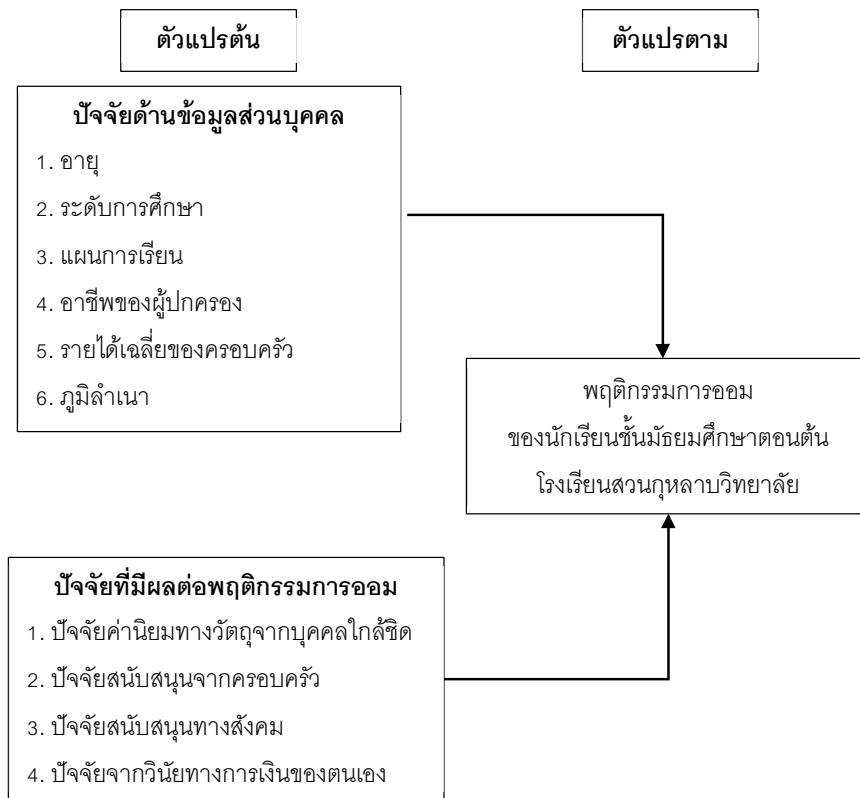 ตัวแปรต้น
ตัวแปรตาม
ปัจจัยด้านข้อมูลส่วนบุคคล
1. อายุ
2. ระดับการศึกษา
3. แผนการเรียน
4. อาชีพของผู้ปกครอง
5. รายได้เฉลี่ยของครอบครัว
6. ภูมิลำเนา
พฤติกรรมการออม
ของนักเรียนชั้นมัธยมศึกษาตอนต้น
โรงเรียนสวนกุหลาบวิทยาลัย
ปัจจัยที่มีผลต่อพฤติกรรมการออม
1. ปัจจัยค่านิยมทางวัตถุจากบุคคลใกล้ชิด
2. ปัจจัยสนับสนุนจากครอบครัว
3. ปัจจัยสนับสนุนทางสังคม
4. ปัจจัยจากวินัยทางการเงินของตนเอง